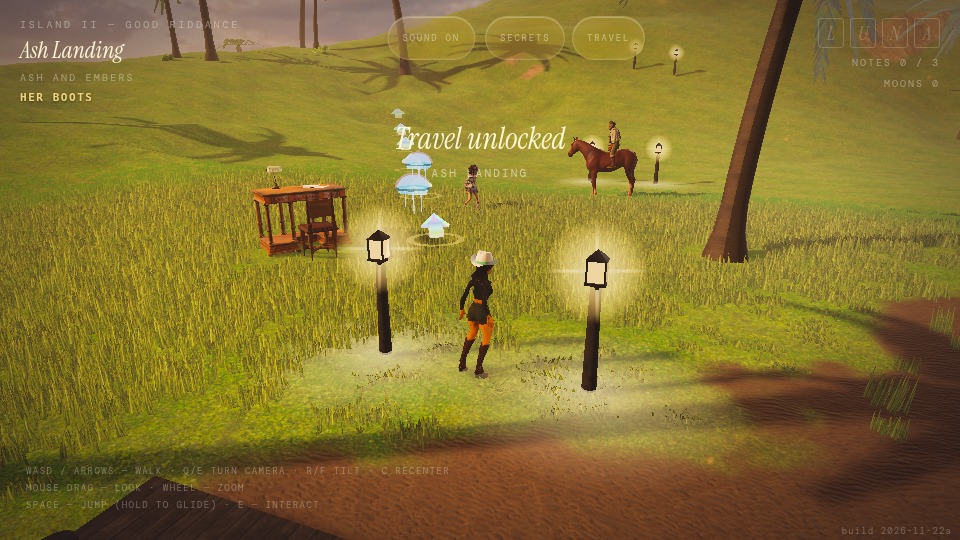 ISLAND II — GOOD RIDDANCE
Ash Landing
ASH AND EMBERS
HER BOOTS
SOUND ON
SECRETS
TRAVEL
L U N A
NOTES 0 / 3
MOONS 0
Travel unlocked
ASH LANDING
WASD / ARROWS — WALK · Q/E TURN CAMERA · R/F TILT · C RECENTER
MOUSE DRAG — LOOK · WHEEL — ZOOM
SPACE — JUMP (HOLD TO GLIDE) · E — INTERACT
build 2026-11-22a